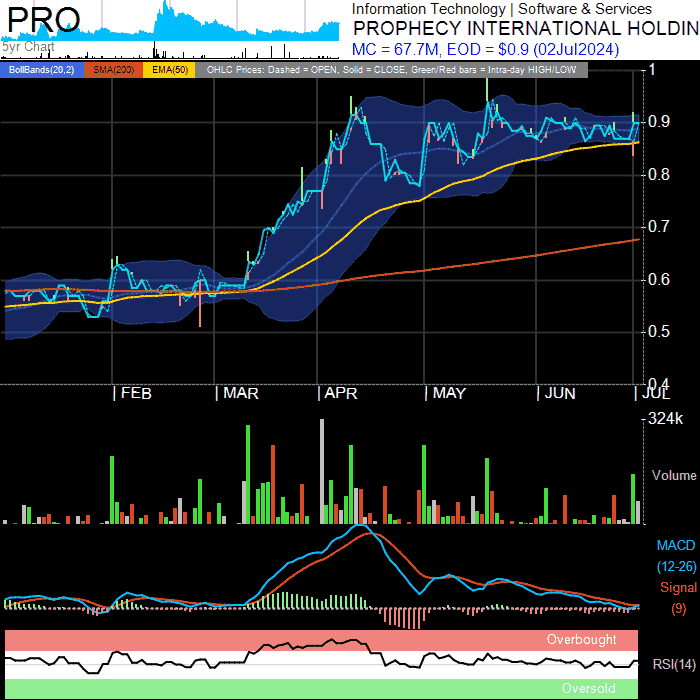 PRO
Information Technology | Software & Services
PROPHECY INTERNATIONAL HOLDIN
MC = 67.7M, EOD = $0.9 (02Jul2024)
5yr Chart
BollBands(20,2) SMA(200) EMA(50) OHLC Prices: Dashed = OPEN, Solid = CLOSE, Green/Red bars = Intra-day HIGH/LOW
1
0.9
0.8
0.7
0.6
0.5
0.4
FEB MAR APR MAY JUN JUL
324k
Volume
MACD
(12-26)
Signal
(9)
Overbought
RSI(14)
Oversold